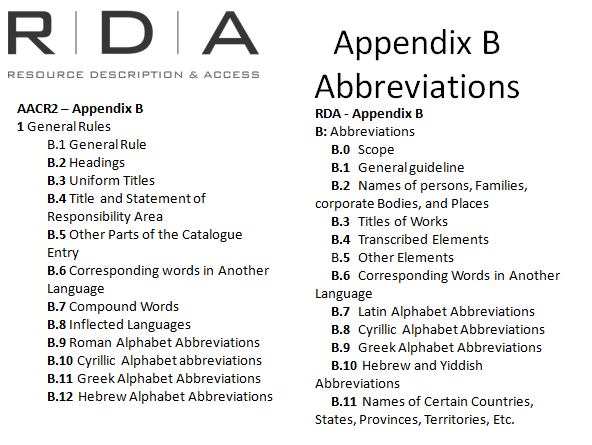 R | D | A
RESOURCE DESCRIPTION & ACCESS
AACR2 – Appendix B
1 General Rules
B.1 General Rule
B.2 Headings
B.3 Uniform Titles
B.4 Title and Statement of
Responsibility Area
B.5 Other Parts of the Catalogue
Entry
B.6 Corresponding words in Another
Language
B.7 Compound Words
B.8 Inflected Languages
B.9 Roman Alphabet Abbreviations
B.10 Cyrillic Alphabet abbreviations
B.11 Greek Alphabet Abbreviations
B.12 Hebrew Alphabet Abbreviations
Appendix B
Abbreviations
RDA - Appendix B
B: Abbreviations
B.0 Scope
B.1 General guideline
B.2 Names of persons, Families,
corporate Bodies, and Places
B.3 Titles of Works
B.4 Transcribed Elements
B.5 Other Elements
B.6 Corresponding Words in Another
Language
B.7 Latin Alphabet Abbreviations
B.8 Cyrillic Alphabet Abbreviations
B.9 Greek Alphabet Abbreviations
B.10 Hebrew and Yiddish
Abbreviations
B.11 Names of Certain Countries,
States, Provinces, Territories, Etc.